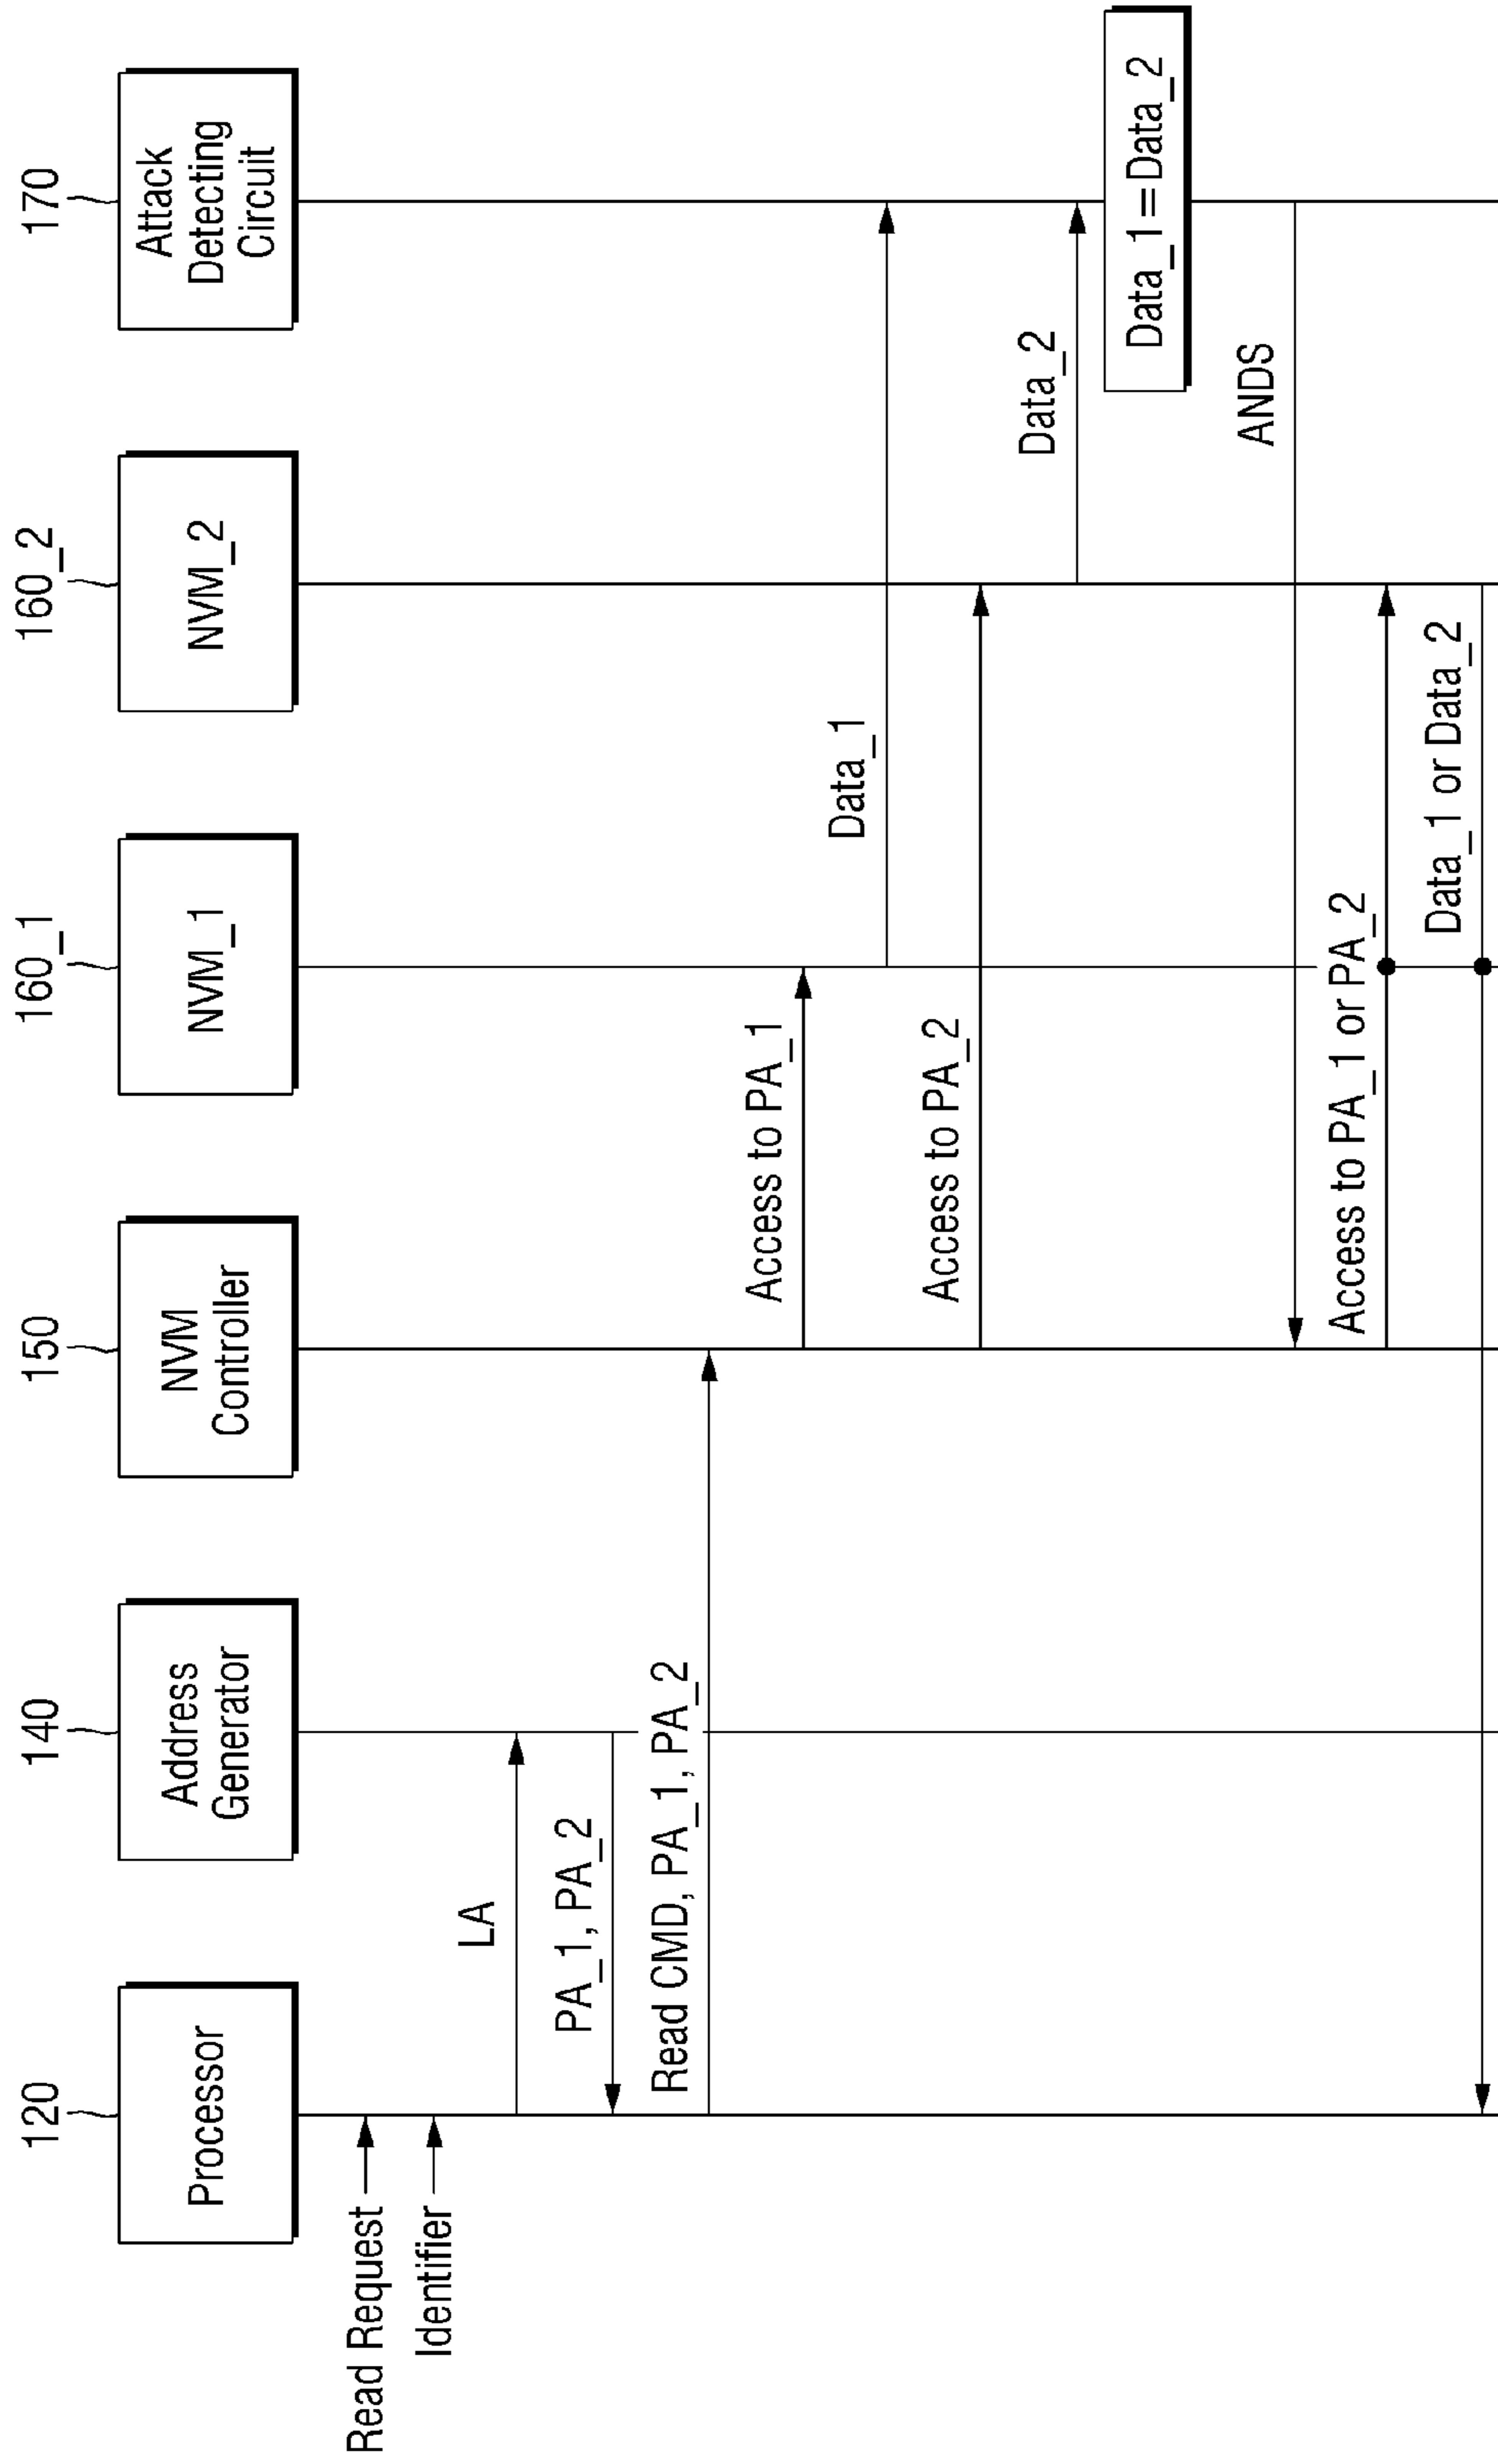 120
140
150
160_1
160_2
170
Processor
Address
Generator
NVM
Controller
NVM_1
NVM_2
Attack
Detecting
Circuit
Read Request
Identifier
LA
PA_1, PA_2
Read CMD, PA_1, PA_2
Access to PA_1
Data_1
Access to PA_2
Data_2
Data_1=Data_2
ANDS
Access to PA_1 or PA_2
Data_1 or Data_2